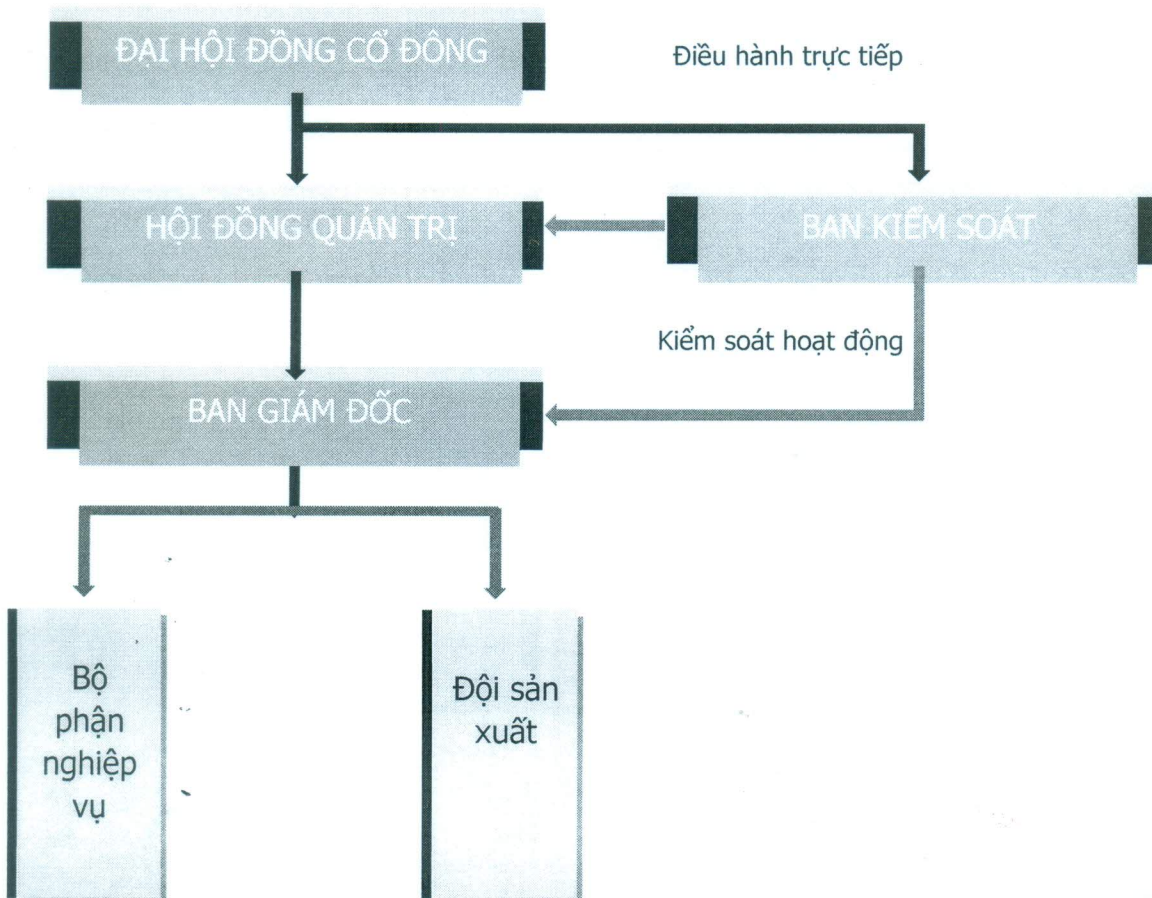 ĐẠI HỘI ĐỒNG CỔ ĐÔNG
Điều hành trực tiếp
HỘI ĐỒNG QUẢN TRỊ
BAN KIỂM SOÁT
Kiểm soát hoạt động
BAN GIÁM ĐỐC
Bộ
phận
nghiệp
vụ
Đội sản
xuất